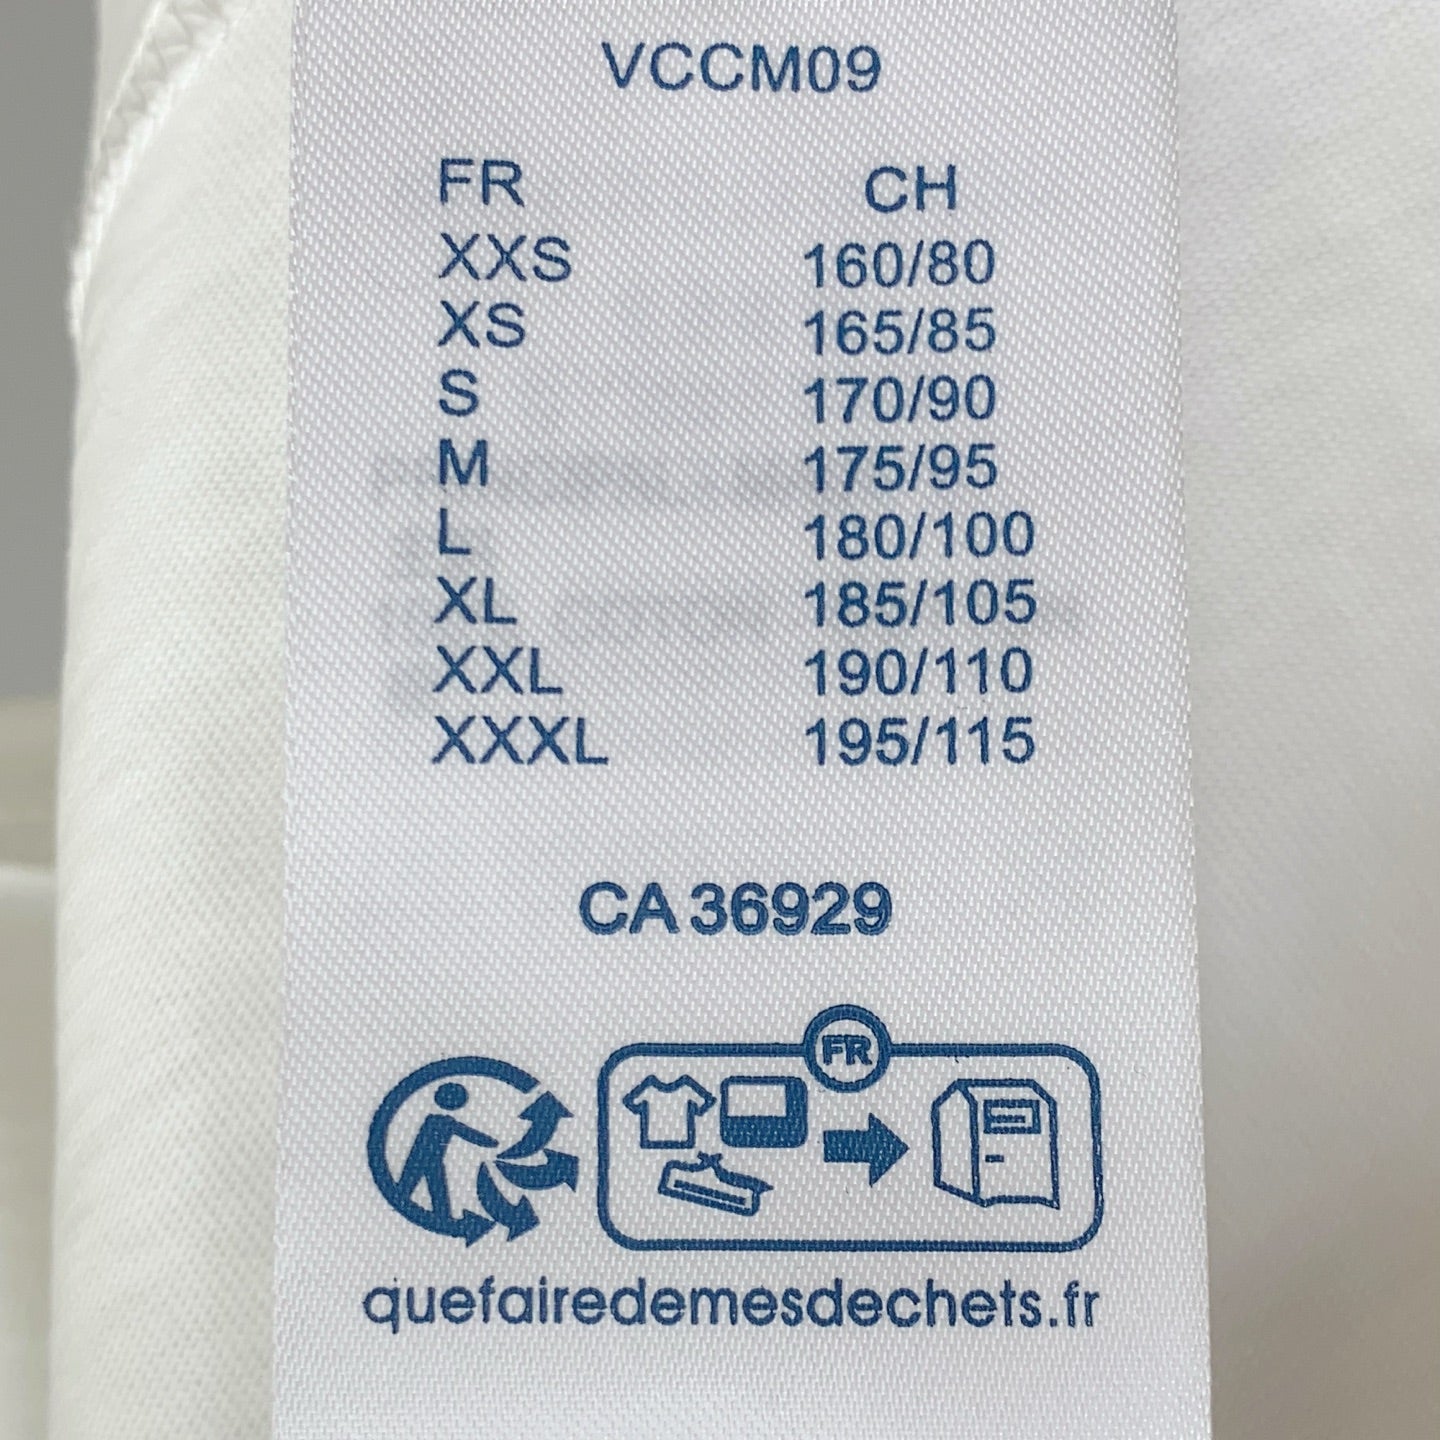 VCCM09
FR CH
XXS 160/80
XS 165/85
S 170/90
M 175/95
L 180/100
XL 185/105
XXL 190/110
XXXL 195/115
CA 36929
FR
quefairedemesdechets.fr